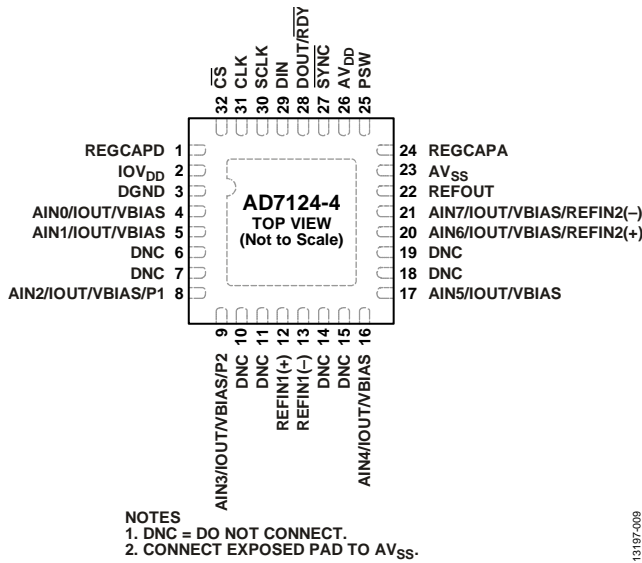 32 C̅S̅
31 CLK
30 SCLK
29 DIN
28 DOUT/R̅D̅Y̅
27 S̅Y̅N̅C̅
26 AVDD
25 PSW
REGCAPD 1
IOVDD 2
DGND 3
AIN0/IOUT/VBIAS 4
AIN1/IOUT/VBIAS 5
DNC 6
DNC 7
AIN2/IOUT/VBIAS/P1 8
AD7124-4
TOP VIEW
(Not to Scale)
24 REGCAPA
23 AVSS
22 REFOUT
21 AIN7/IOUT/VBIAS/REFIN2(–)
20 AIN6/IOUT/VBIAS/REFIN2(+)
19 DNC
18 DNC
17 AIN5/IOUT/VBIAS
AIN3/IOUT/VBIAS/P2 9
DNC 10
DNC 11
REFIN1(+) 12
REFIN1(–) 13
DNC 14
DNC 15
AIN4/IOUT/VBIAS 16
NOTES
1. DNC = DO NOT CONNECT.
2. CONNECT EXPOSED PAD TO AVSS.
13197-009